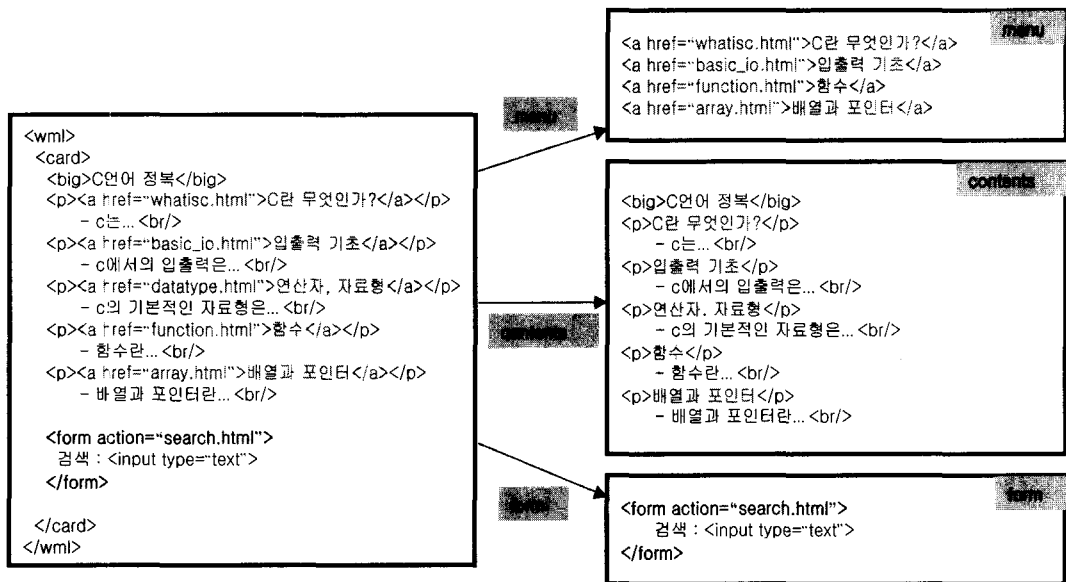 <wml>
<card>
<big>C언어 정복</big>
<p><a href="whatisc.html">C란 무엇인가?</a></p>
- c는... <br/>
<p><a href="basic_io.html">입출력 기초</a></p>
- c에서의 입출력은... <br/>
<p><a href="datatype.html">연산자, 자료형</a></p>
- c의 기본적인 자료형은... <br/>
<p><a href="function.html">함수</a></p>
- 함수란... <br/>
<p><a href="array.html">배열과 포인터</a></p>
- 배열과 포인터란... <br/>
<form action="search.html">
검색 : <input type="text">
</form>
</card>
</wml>
menu
contents
form
menu
<a href="whatisc.html">C란 무엇인가?</a>
<a href="basic_io.html">입출력 기초</a>
<a href="function.html">함수</a>
<a href="array.html">배열과 포인터</a>
contents
<big>C언어 정복</big>
<p>C란 무엇인가?</p>
- c는... <br/>
<p>입출력 기초</p>
- c에서의 입출력은... <br/>
<p>연산자. 자료형</p>
- c의 기본적인 자료형은... <br/>
<p>함수</p>
- 함수란... <br/>
<p>배열과 포인터</p>
- 배열과 포인터란... <br/>
form
<form action="search.html">
검색 : <input type="text">
</form>